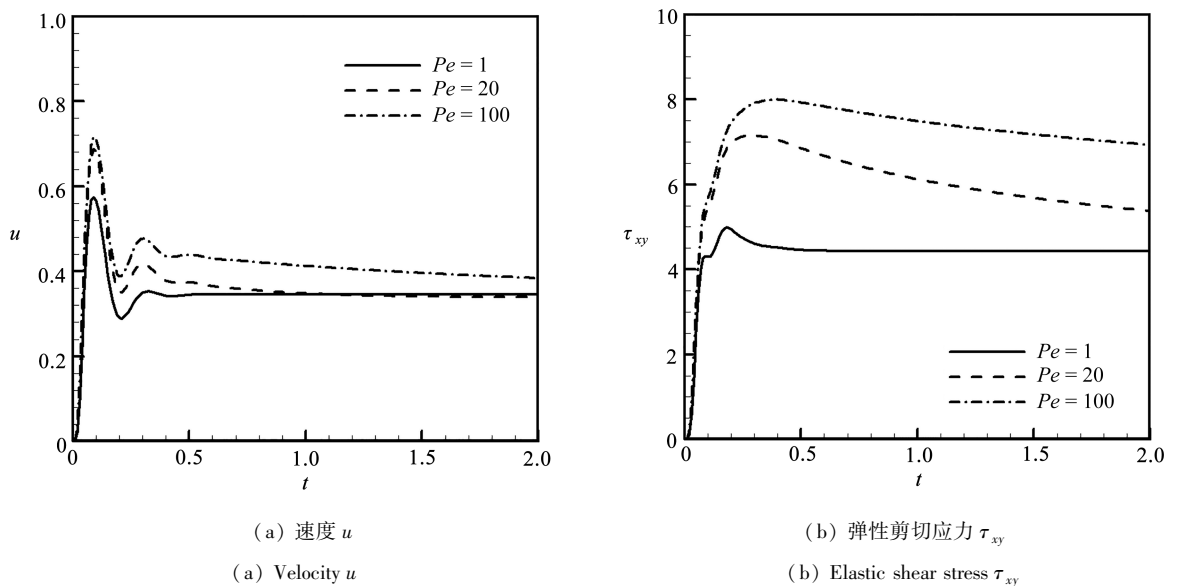 1.0
0.8
0.6
0.4
0.2
0
u
0 0.5 1.0 1.5 2.0
t
Pe = 1
Pe = 20
Pe = 100
(a) 速度 u
(a) Velocity u
10
8
6
4
2
0
τxy
0 0.5 1.0 1.5 2.0
t
Pe = 1
Pe = 20
Pe = 100
(b) 弹性剪切应力 τxy
(b) Elastic shear stress τxy